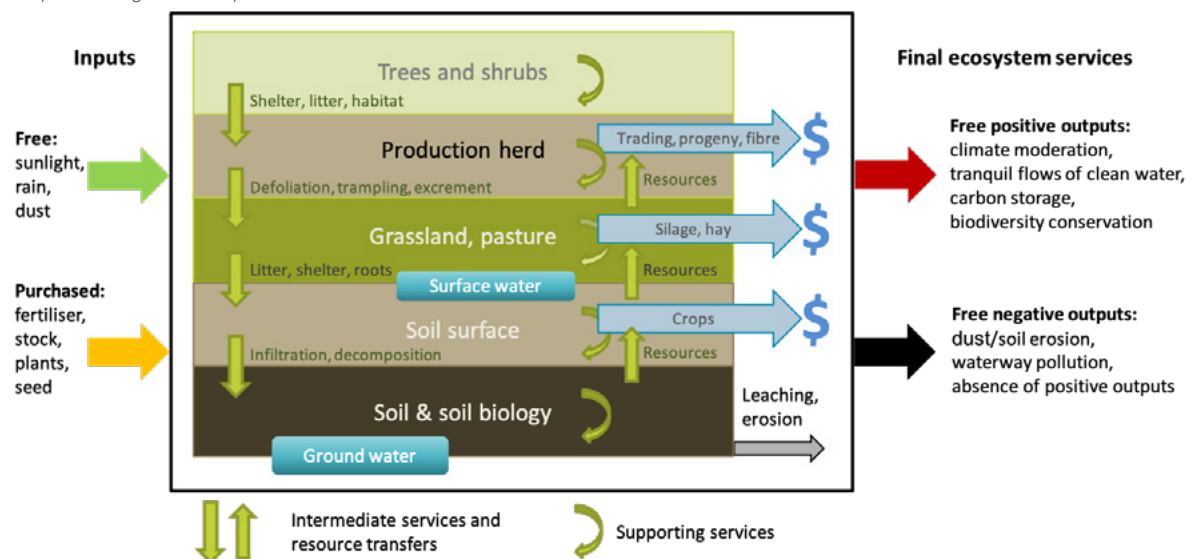 Inputs
Final ecosystem services
Trees and shrubs
Shelter, litter, habitat
Free:
sunlight,
rain,
dust
Production herd
Trading, progeny, fibre
$
Defoliation, trampling, excrement
Resources
Free positive outputs:
climate moderation,
tranquil flows of clean water,
carbon storage,
biodiversity conservation
Grassland, pasture
Silage, hay
$
Litter, shelter, roots
Resources
Surface water
Purchased:
fertiliser,
stock,
plants,
seed
Soil surface
Crops
$
Infiltration, decomposition
Resources
Free negative outputs:
dust/soil erosion,
waterway pollution,
absence of positive outputs
Soil & soil biology
Leaching,
erosion
Ground water
Intermediate services and
resource transfers
Supporting services